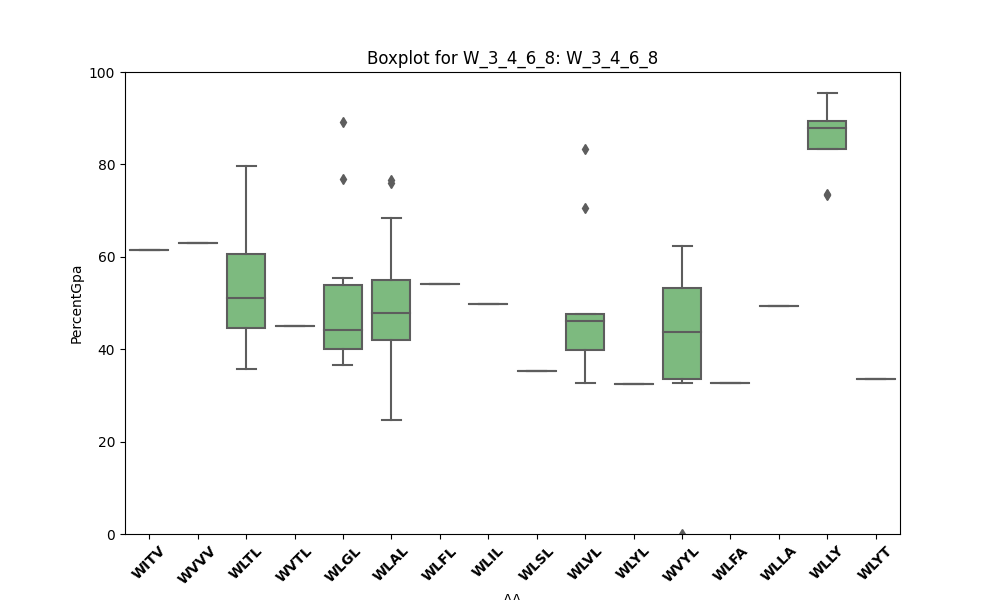 Boxplot for W_3_4_6_8: W_3_4_6_8
PercentGpa
100
80
60
40
20
0
WITV
WVVV
WLTL
WVTL
WLGL
WLAL
WLFL
WLIL
WLSL
WLVL
WLYL
WVYL
WLFA
WLLA
WLLY
WLYT
AA